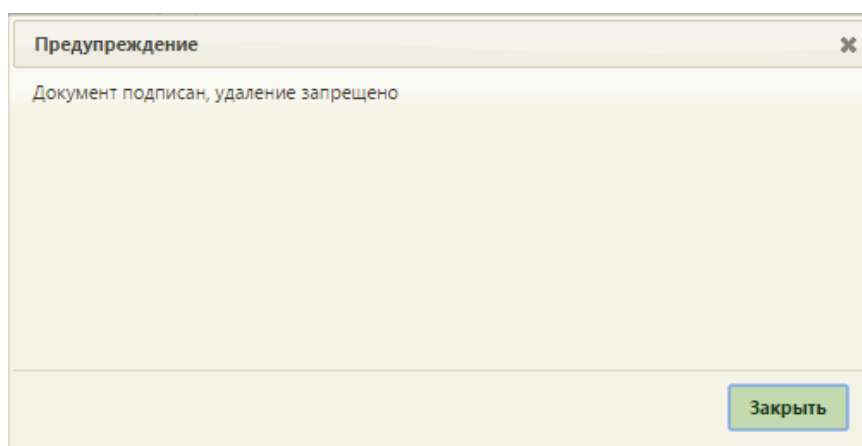 Предупреждение
Документ подписан, удаление запрещено
Закрыть